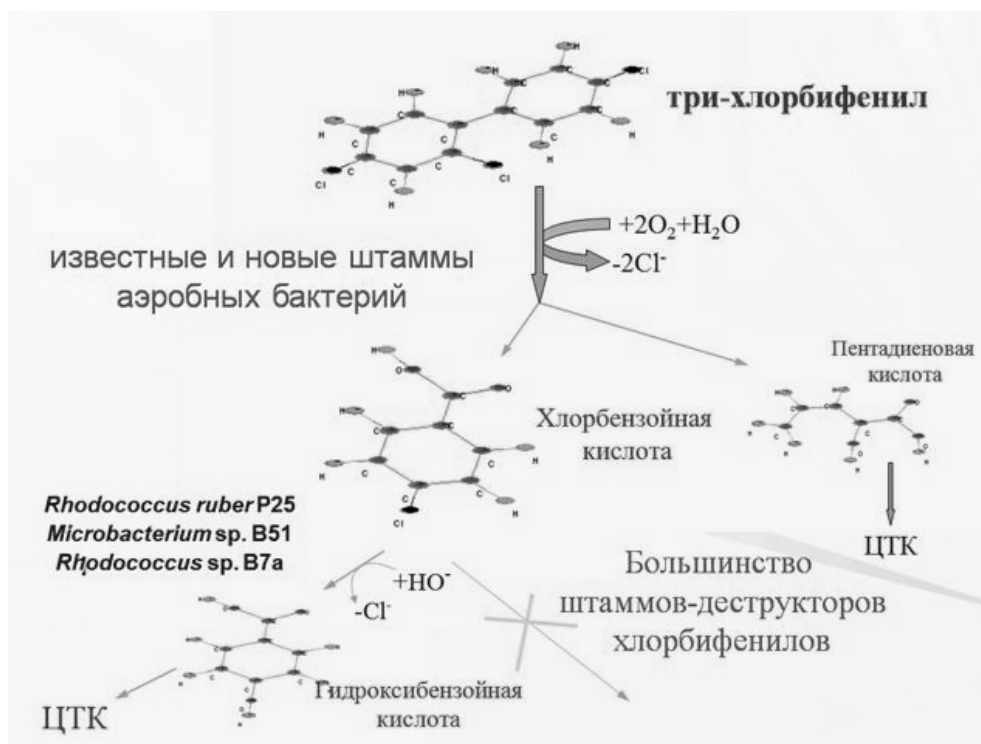 три-хлорбифенил
+2O₂+H₂O
-2Cl⁻
известные и новые штаммы
аэробных бактерий
Пентадиеновая
кислота
Хлорбензойная
кислота
Rhodococcus ruber P25
Microbacterium sp. B51
Rhodococcus sp. B7a
ЦТК
+HO⁻
-Cl⁻
Большинство
штаммов-деструкторов
хлорбифенилов
Гидроксибензойная
кислота
ЦТК